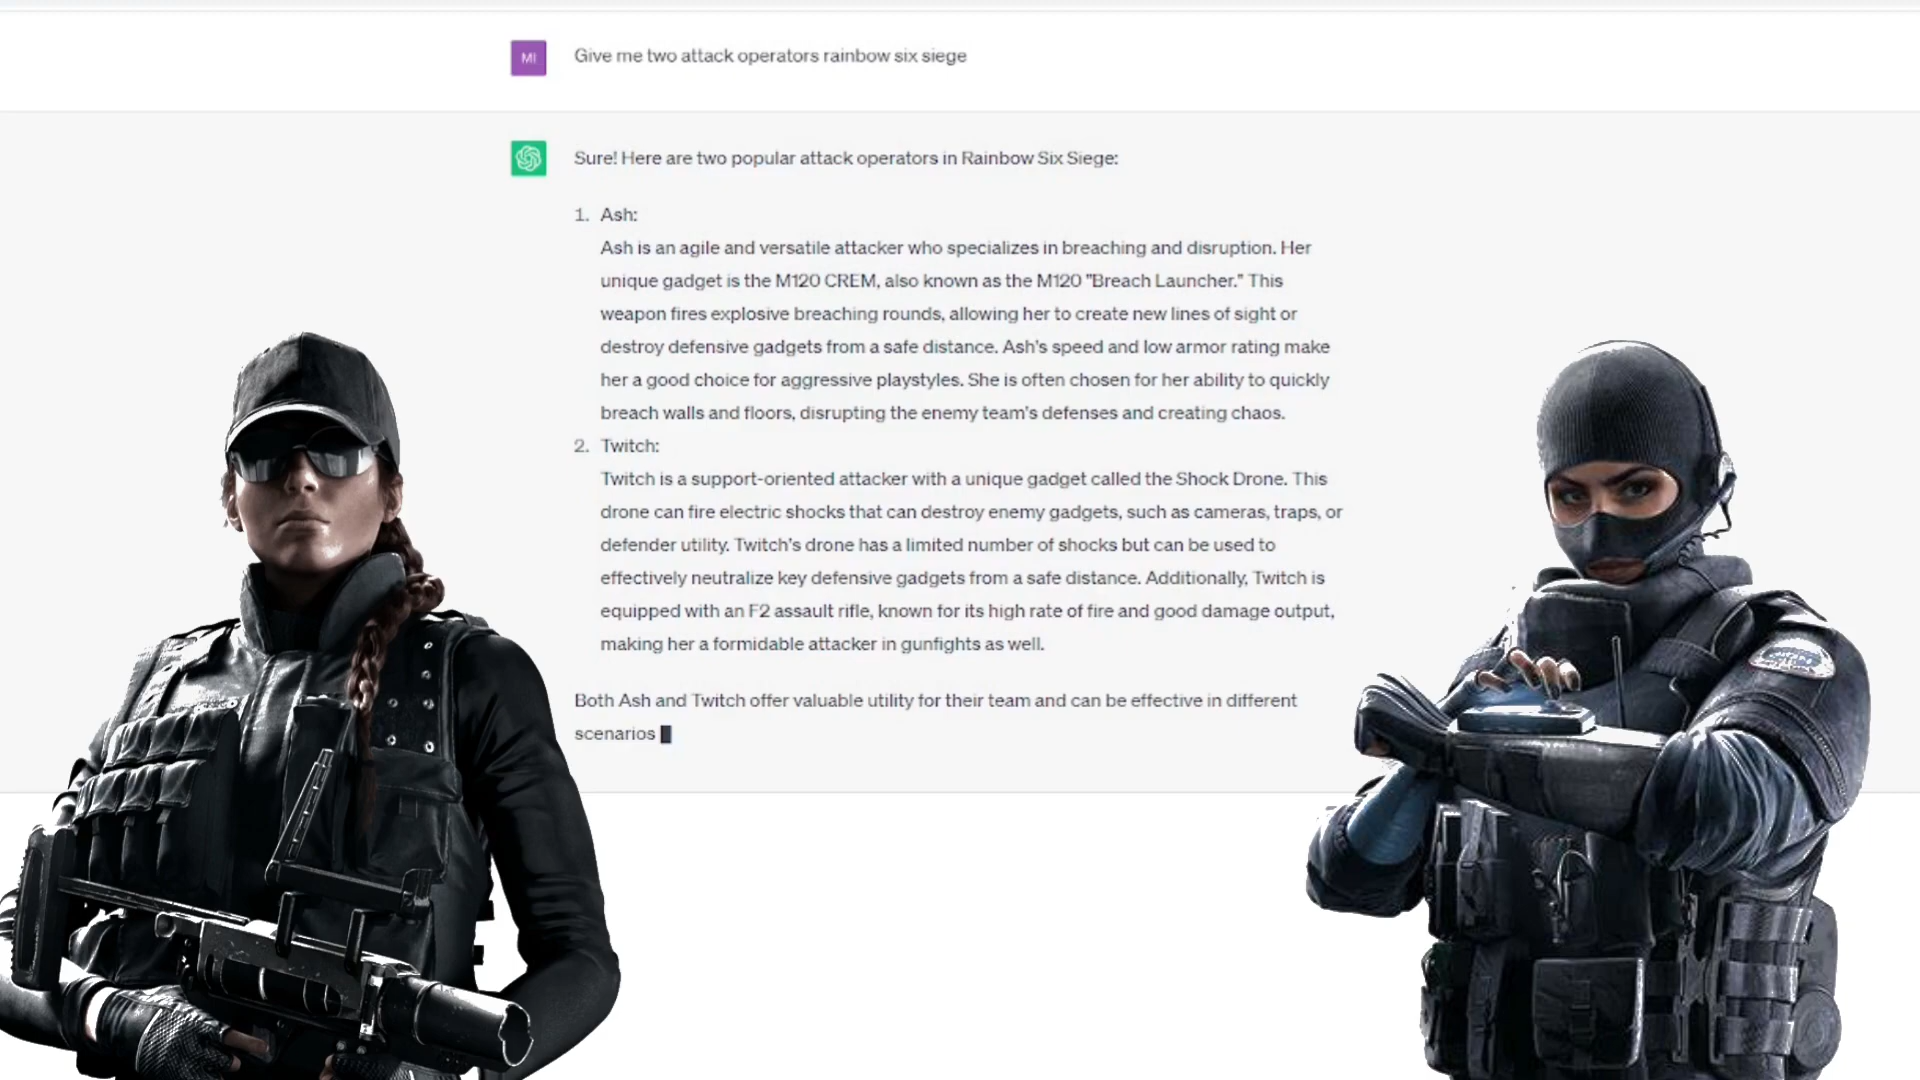 MI
Give me two attack operators rainbow six siege
Sure! Here are two popular attack operators in Rainbow Six Siege:
1. Ash:
Ash is an agile and versatile attacker who specializes in breaching and disruption. Her
unique gadget is the M120 CREM, also known as the M120 "Breach Launcher." This
weapon fires explosive breaching rounds, allowing her to create new lines of sight or
destroy defensive gadgets from a safe distance. Ash's speed and low armor rating make
her a good choice for aggressive playstyles. She is often chosen for her ability to quickly
breach walls and floors, disrupting the enemy team's defenses and creating chaos.
2. Twitch:
Twitch is a support-oriented attacker with a unique gadget called the Shock Drone. This
drone can fire electric shocks that can destroy enemy gadgets, such as cameras, traps, or
defender utility. Twitch's drone has a limited number of shocks but can be used to
effectively neutralize key defensive gadgets from a safe distance. Additionally, Twitch is
equipped with an F2 assault rifle, known for its high rate of fire and good damage output,
making her a formidable attacker in gunfights as well.
Both Ash and Twitch offer valuable utility for their team and can be effective in different
scenarios